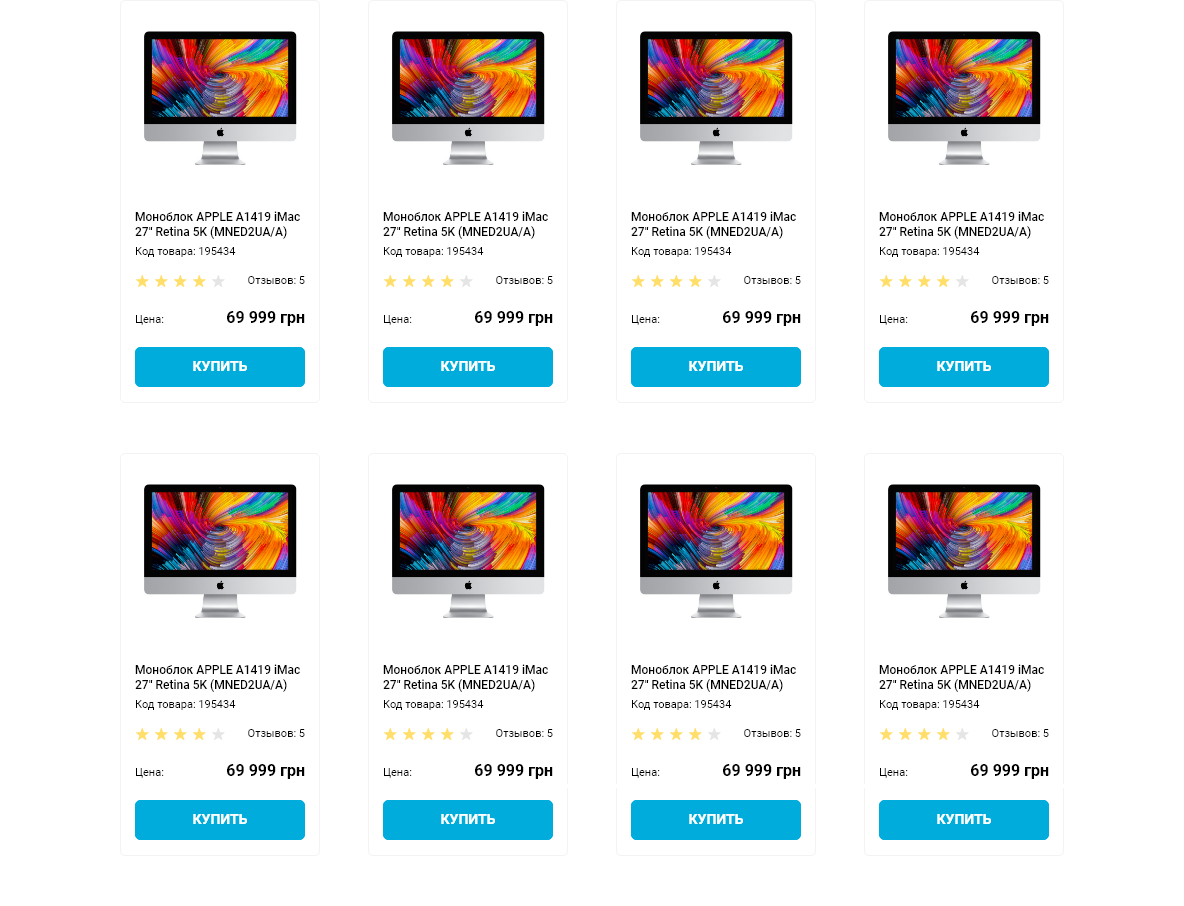 Моноблок APPLE A1419 iMac
27" Retina 5K (MNED2UA/A)
Код товара: 195434
Отзывов: 5
Цена: 69 999 грн
КУПИТЬ
Моноблок APPLE A1419 iMac
27" Retina 5K (MNED2UA/A)
Код товара: 195434
Отзывов: 5
Цена: 69 999 грн
КУПИТЬ
Моноблок APPLE A1419 iMac
27" Retina 5K (MNED2UA/A)
Код товара: 195434
Отзывов: 5
Цена: 69 999 грн
КУПИТЬ
Моноблок APPLE A1419 iMac
27" Retina 5K (MNED2UA/A)
Код товара: 195434
Отзывов: 5
Цена: 69 999 грн
КУПИТЬ
Моноблок APPLE A1419 iMac
27" Retina 5K (MNED2UA/A)
Код товара: 195434
Отзывов: 5
Цена: 69 999 грн
КУПИТЬ
Моноблок APPLE A1419 iMac
27" Retina 5K (MNED2UA/A)
Код товара: 195434
Отзывов: 5
Цена: 69 999 грн
КУПИТЬ
Моноблок APPLE A1419 iMac
27" Retina 5K (MNED2UA/A)
Код товара: 195434
Отзывов: 5
Цена: 69 999 грн
КУПИТЬ
Моноблок APPLE A1419 iMac
27" Retina 5K (MNED2UA/A)
Код товара: 195434
Отзывов: 5
Цена: 69 999 грн
КУПИТЬ